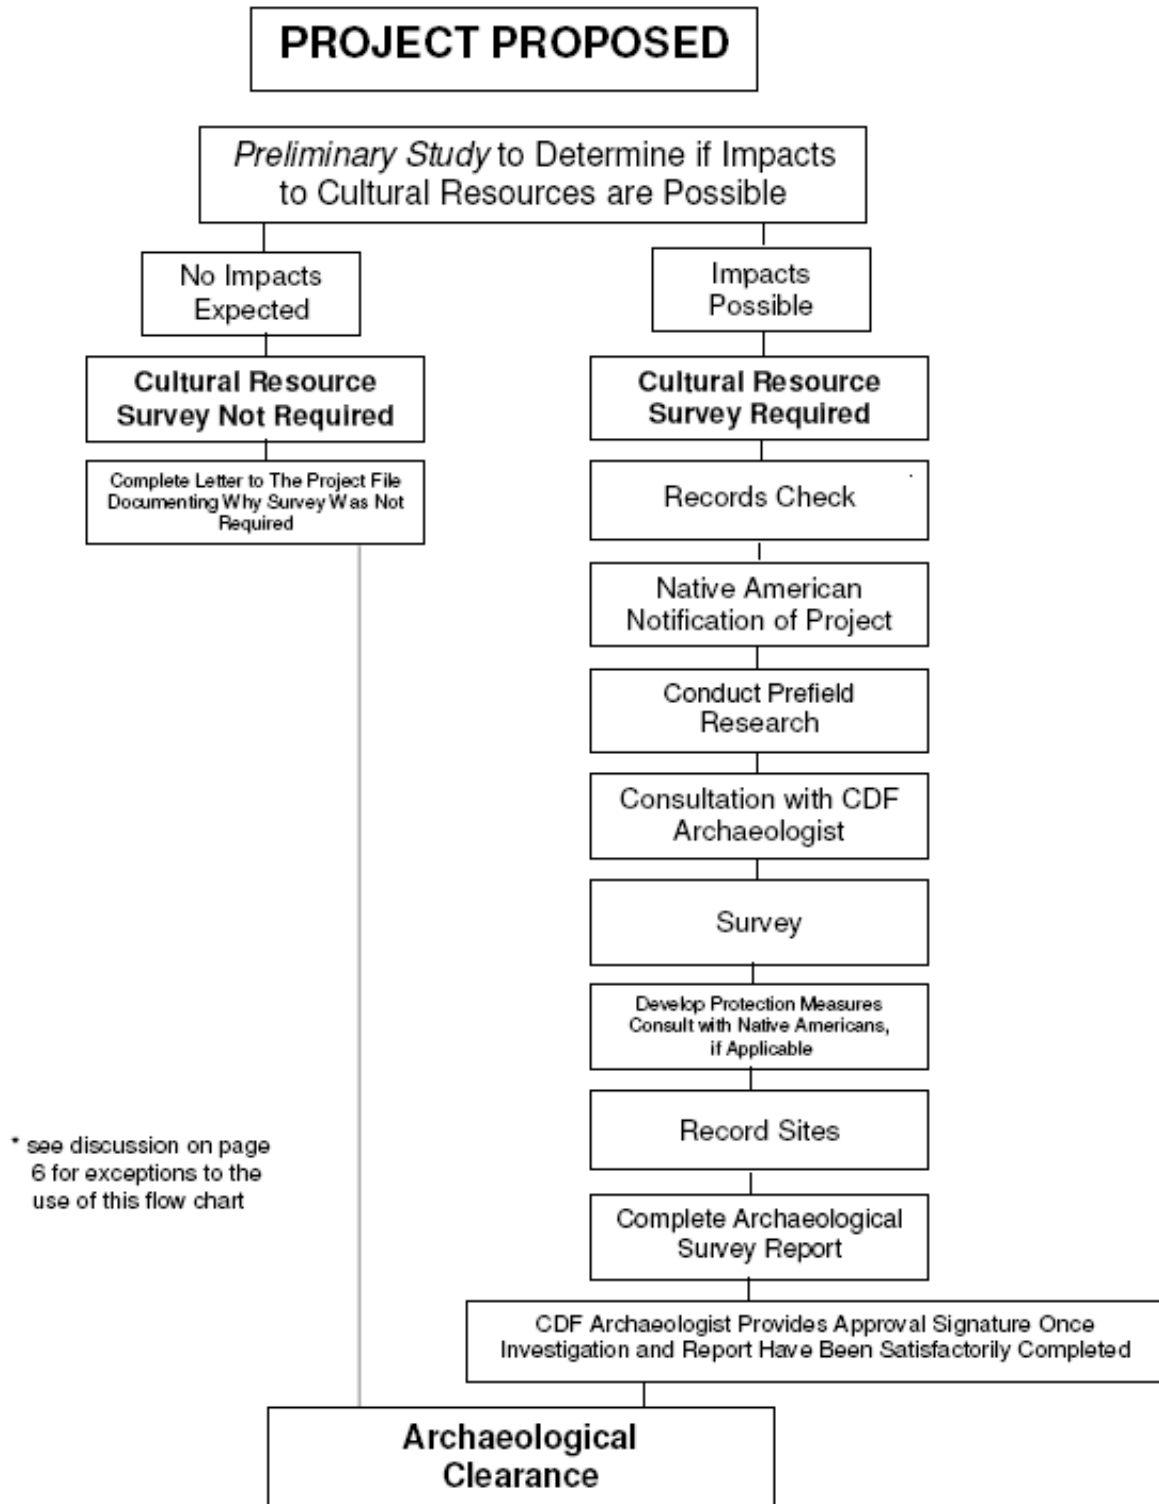 PROJECT PROPOSED
Preliminary Study to Determine if Impacts
to Cultural Resources are Possible
No Impacts
Expected
Cultural Resource
Survey Not Required
Complete Letter to The Project File
Documenting Why Survey Was Not
Required
Impacts
Possible
Cultural Resource
Survey Required
Records Check
Native American
Notification of Project
Conduct Prefield
Research
Consultation with CDF
Archaeologist
Survey
Develop Protection Measures
Consult with Native Americans,
if Applicable
Record Sites
Complete Archaeological
Survey Report
CDF Archaeologist Provides Approval Signature Once
Investigation and Report Have Been Satisfactorily Completed
Archaeological
Clearance
* see discussion on page
6 for exceptions to the
use of this flow chart